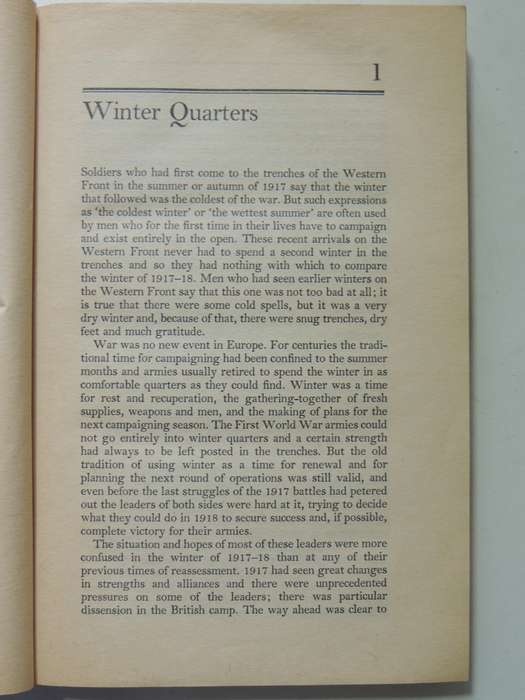 1
Winter Quarters
Soldiers who had first come to the trenches of the Western
Front in the summer or autumn of 1917 say that the winter
that followed was the coldest of the war. But such expressions
as 'the coldest winter' or 'the wettest summer' are often used
by men who for the first time in their lives have to campaign
and exist entirely in the open. These recent arrivals on the
Western Front never had to spend a second winter in the
trenches and so they had nothing with which to compare
the winter of 1917–18. Men who had seen earlier winters on
the Western Front say that this one was not too bad at all; it
is true that there were some cold spells, but it was a very
dry winter and, because of that, there were snug trenches, dry
feet and much gratitude.
War was no new event in Europe. For centuries the tradi-
tional time for campaigning had been confined to the summer
months and armies usually retired to spend the winter in as
comfortable quarters as they could find. Winter was a time
for rest and recuperation, the gathering-together of fresh
supplies, weapons and men, and the making of plans for the
next campaigning season. The First World War armies could
not go entirely into winter quarters and a certain strength
had always to be left posted in the trenches. But the old
tradition of using winter as a time for renewal and for
planning the next round of operations was still valid, and
even before the last struggles of the 1917 battles had petered
out the leaders of both sides were hard at it, trying to decide
what they could do in 1918 to secure success and, if possible,
complete victory for their armies.
The situation and hopes of most of these leaders were more
confused in the winter of 1917–18 than at any of their
previous times of reassessment. 1917 had seen great changes
in strengths and alliances and there were unprecedented
pressures on some of the leaders; there was particular
dissension in the British camp. The way ahead was clear to